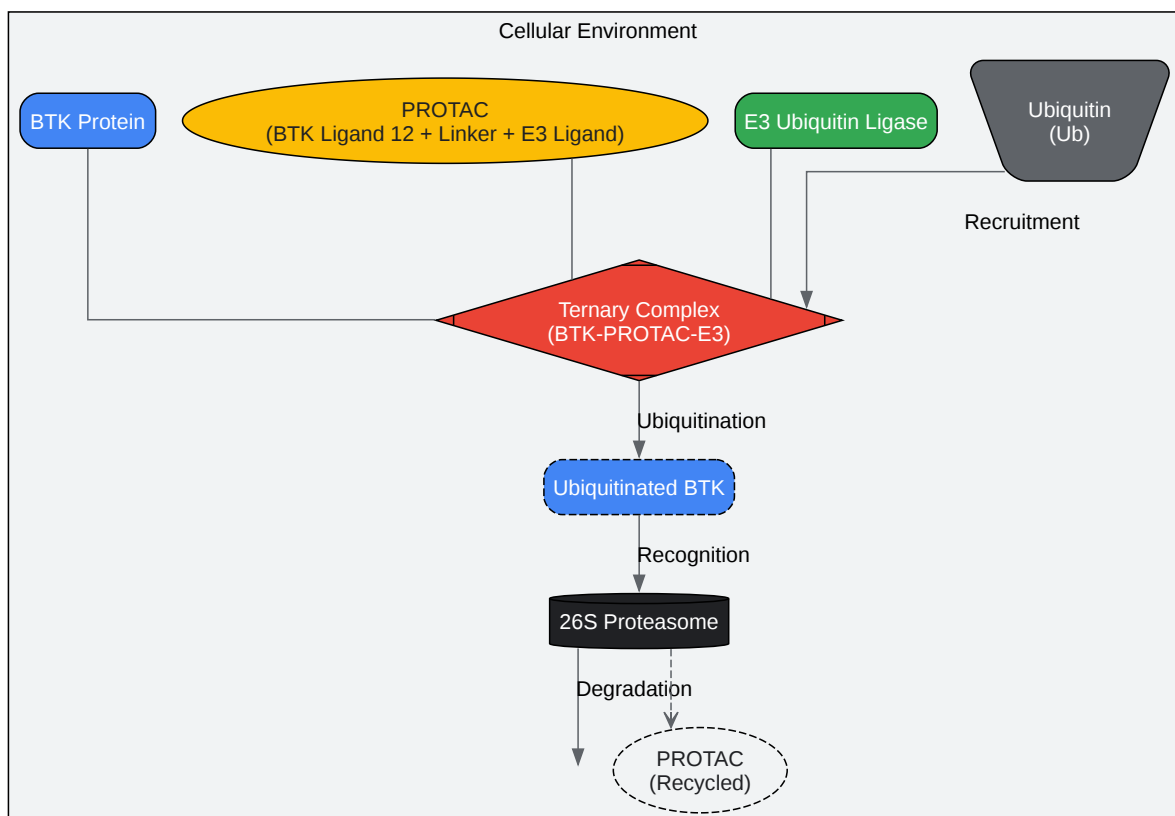 Cellular Environment
BTK Protein
PROTAC
(BTK Ligand 12 + Linker + E3 Ligand)
E3 Ubiquitin Ligase
Ubiquitin
(Ub)
Recruitment
Ternary Complex
(BTK-PROTAC-E3)
Ubiquitination
Ubiquitinated BTK
Recognition
26S Proteasome
Degradation
PROTAC
(Recycled)